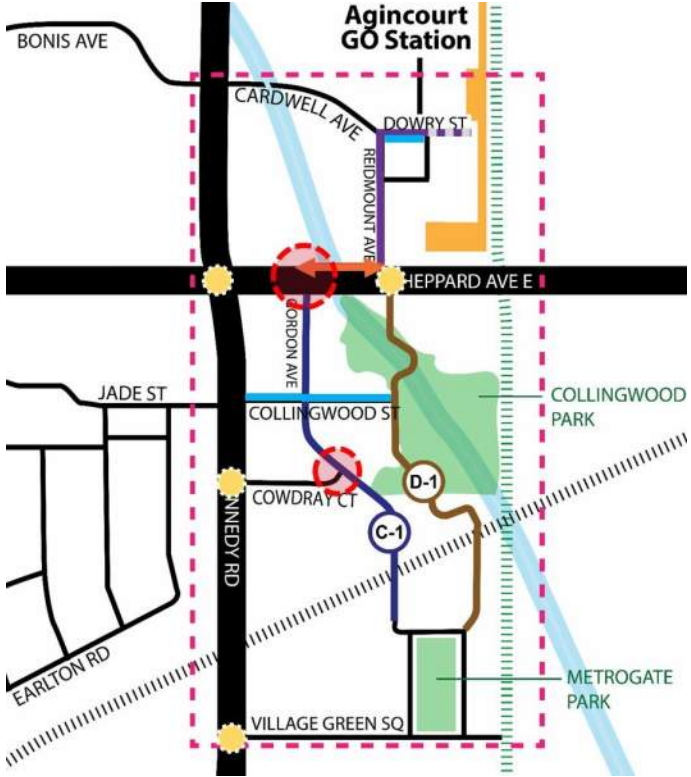 Agincourt
GO Station
BONIS AVE
CARDWELL AVE
DOWRY ST
REIDMOUNT AVE
HEPPARD AVE E
GORDON AVE
JADE ST
COLLINGWOOD ST
COLLINGWOOD
PARK
D-1
COWDRAY CT
NNEDY RD
C-1
EARLTON RD
METROGATE
PARK
VILLAGE GREEN SQ